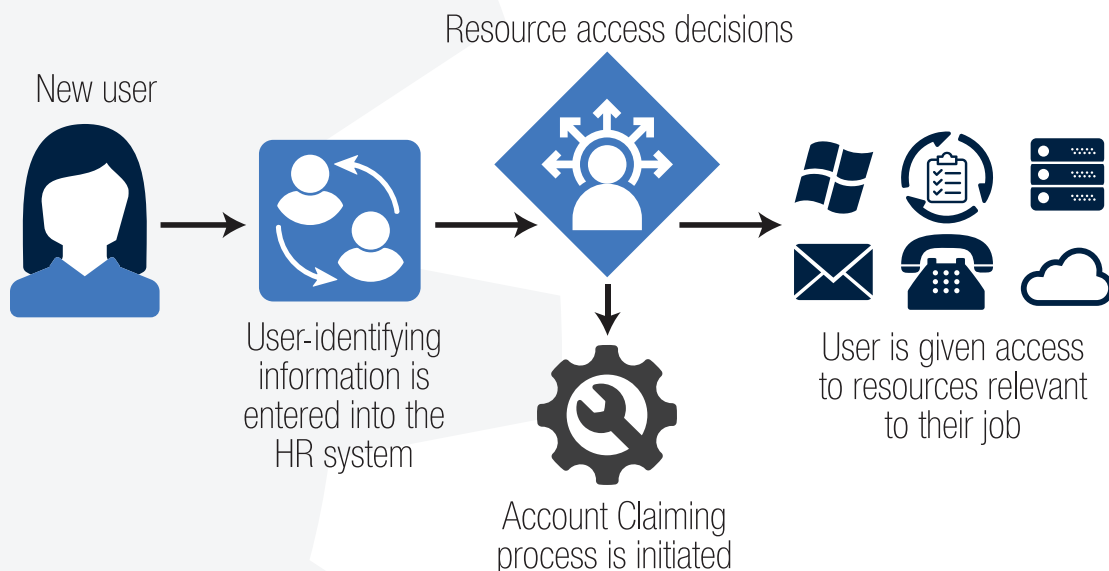 Resource access decisions
New user
User-identifying
information is
entered into the
HR system
User is given access
to resources relevant
to their job
Account Claiming
process is initiated